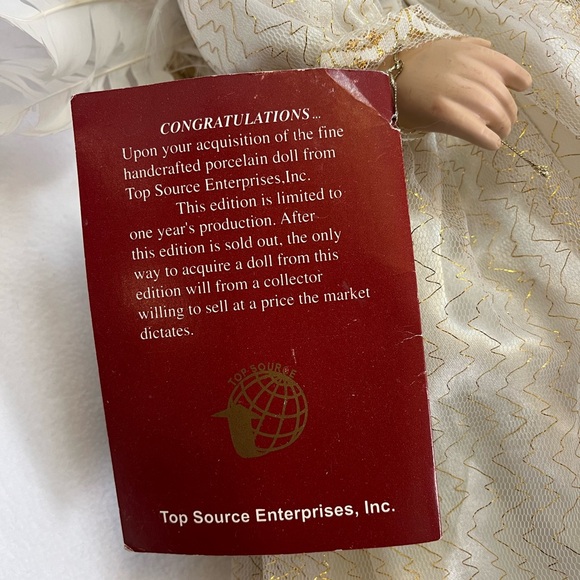 CONGRATULATIONS...
Upon your acquisition of the fine
handcrafted porcelain doll from
Top Source Enterprises,Inc.
This edition is limited to
one year's production. After
this edition is sold out, the only
way to acquire a doll from this
edition will from a collector
willing to sell at a price the market
dictates.
TOP SOURCE
Top Source Enterprises, Inc.